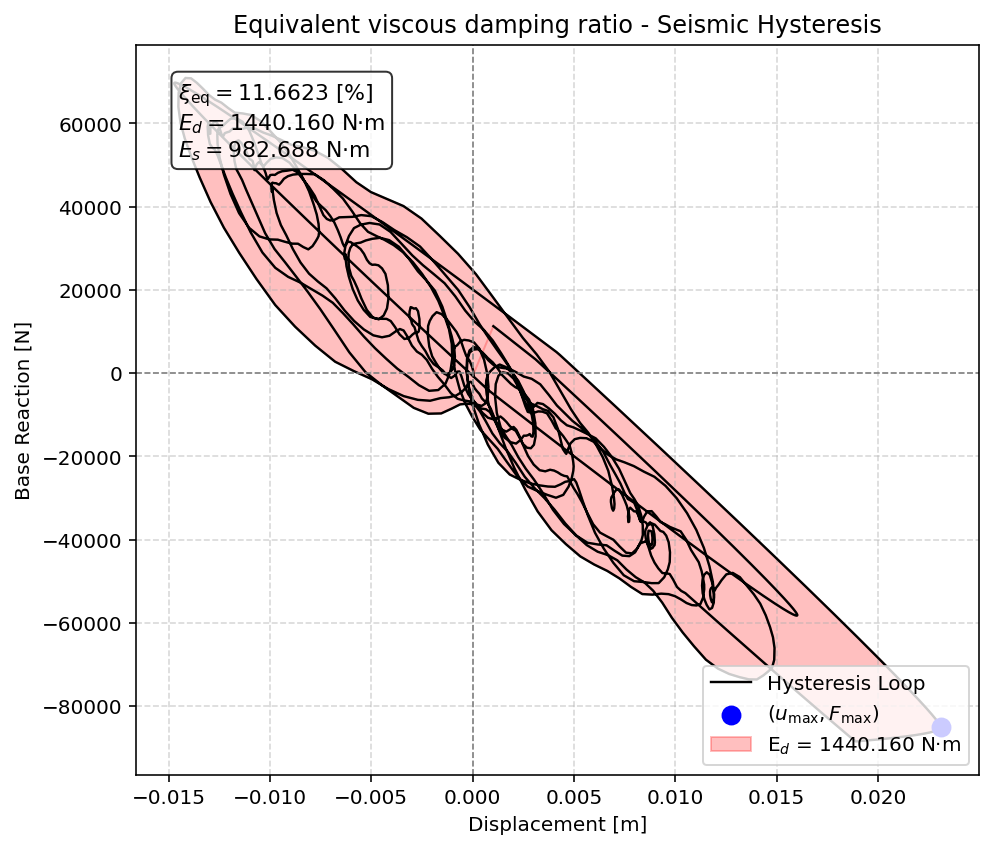 Equivalent viscous damping ratio - Seismic Hysteresis
ξeq = 11.6623 [%]
Ed = 1440.160 N·m
Es = 982.688 N·m
Base Reaction [N]
60000
40000
20000
0
−20000
−40000
−60000
−80000
Hysteresis Loop
(umax, Fmax)
Ed = 1440.160 N·m
−0.015 −0.010 −0.005 0.000 0.005 0.010 0.015 0.020
Displacement [m]